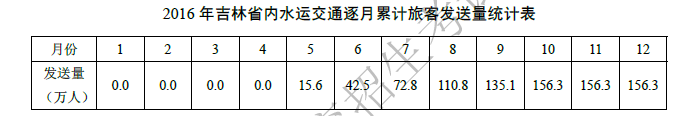 2016 年吉林省内水运交通逐月累计旅客发送量统计表
月份 1 2 3 4 5 6 7 8 9 10 11 12
发送量
（万人） 0.0 0.0 0.0 0.0 15.6 42.5 72.8 110.8 135.1 156.3 156.3 156.3
招生考